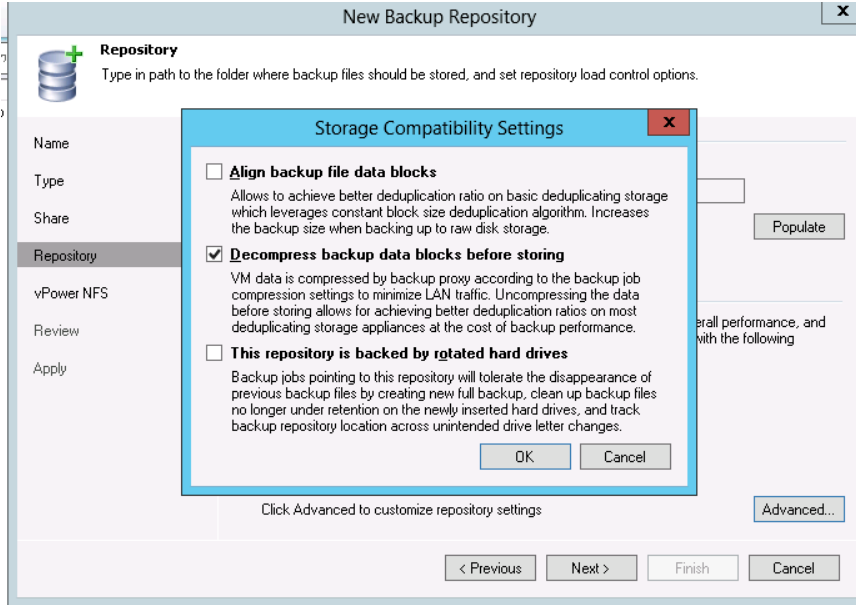 New Backup Repository
x
Repository
Type in path to the folder where backup files should be stored, and set repository load control options.
Name
Type
Share
Repository
vPower NFS
Review
Apply
Storage Compatibility Settings
x
Align backup file data blocks
Allows to achieve better deduplication ratio on basic deduplicating storage
which leverages constant block size deduplication algorithm. Increases
the backup size when backing up to raw disk storage.
Decompress backup data blocks before storing
VM data is compressed by backup proxy according to the backup job
compression settings to minimize LAN traffic. Uncompressing the data
before storing allows for achieving better deduplication ratios on most
deduplicating storage appliances at the cost of backup performance.
This repository is backed by rotated hard drives
Backup jobs pointing to this repository will tolerate the disappearance of
previous backup files by creating new full backup, clean up backup files
no longer under retention on the newly inserted hard drives, and track
backup repository location across unintended drive letter changes.
OK
Cancel
Populate
erall performance, and
with the following
Click Advanced to customize repository settings
Advanced...
< Previous
Next >
Finish
Cancel